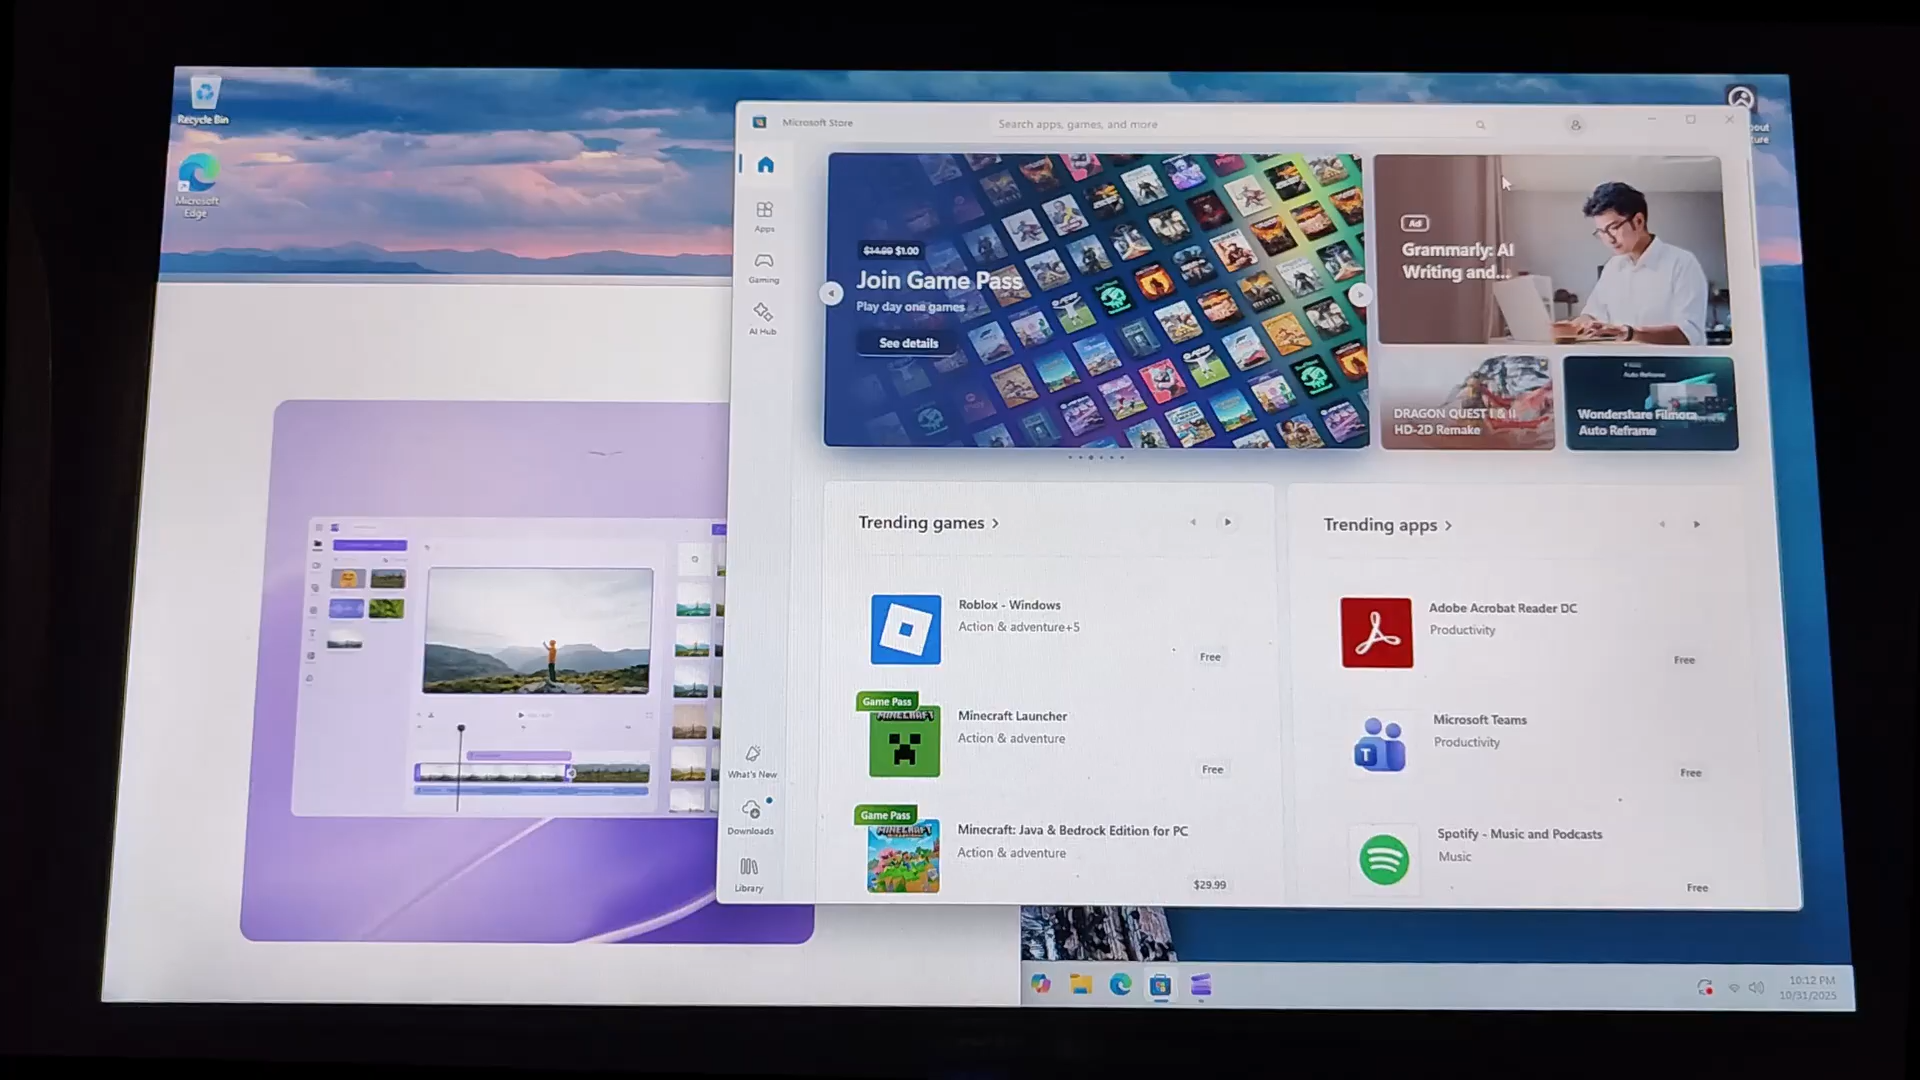 Recycle Bin
Microsoft
Edge
Microsoft Store
Search apps, games, and more
Apps
Gaming
AI Hub
What's New
Downloads
Library
$14.99 $1.00
Join Game Pass
Play day one games
See details
Ad
Grammarly: AI
Writing and...
DRAGON QUEST I & II
HD-2D Remake
Auto Reframe
Wondershare Filmora
Auto Reframe
Trending games >
Roblox - Windows
Action & adventure+5
Free
Game Pass
MINECRAFT
Minecraft Launcher
Action & adventure
Free
Game Pass
MINECRAFT
Minecraft: Java & Bedrock Edition for PC
Action & adventure
$29.99
Trending apps >
Adobe Acrobat Reader DC
Productivity
Free
T
Microsoft Teams
Productivity
Free
Spotify - Music and Podcasts
Music
Free
10:12 PM
10/31/2025